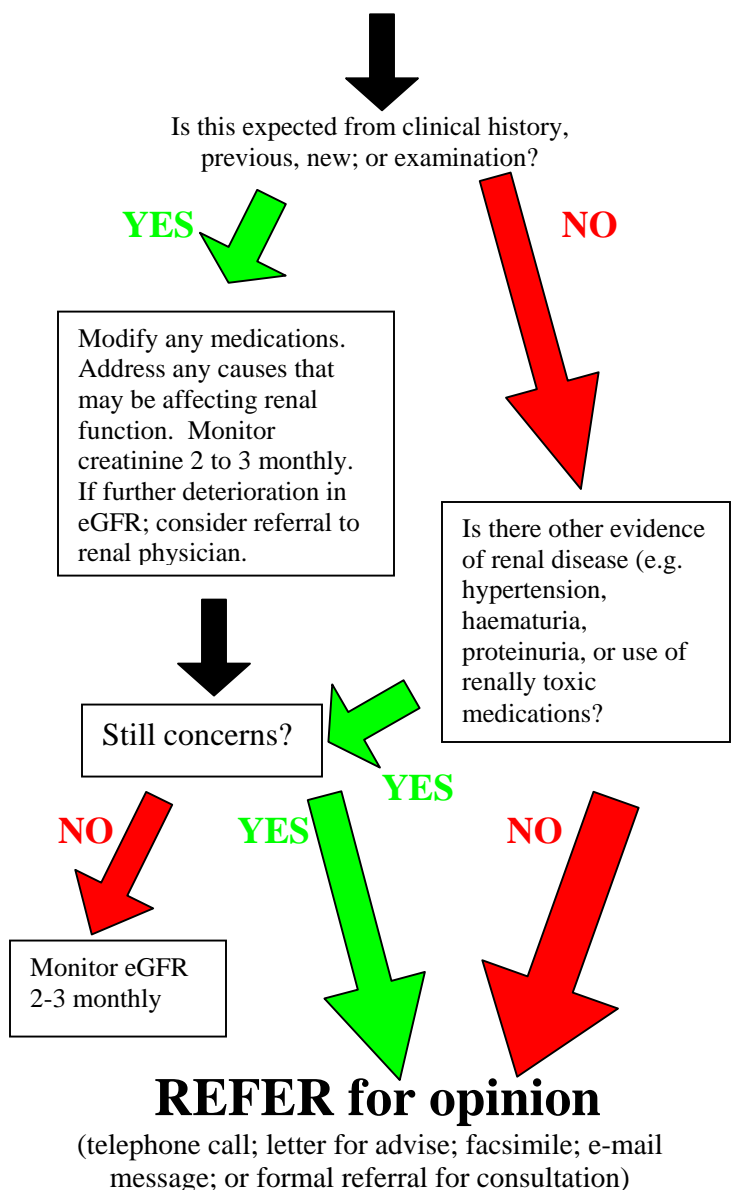 Is this expected from clinical history,
previous, new; or examination?
YES
NO
Modify any medications.
Address any causes that
may be affecting renal
function.  Monitor
creatinine 2 to 3 monthly.
If further deterioration in
eGFR; consider referral to
renal physician.
Is there other evidence
of renal disease (e.g.
hypertension,
haematuria,
proteinuria, or use of
renally toxic
medications?
Still concerns?
YES
NO
YES
NO
Monitor eGFR
2-3 monthly
REFER for opinion
(telephone call; letter for advise; facsimile; e-mail
message; or formal referral for consultation)